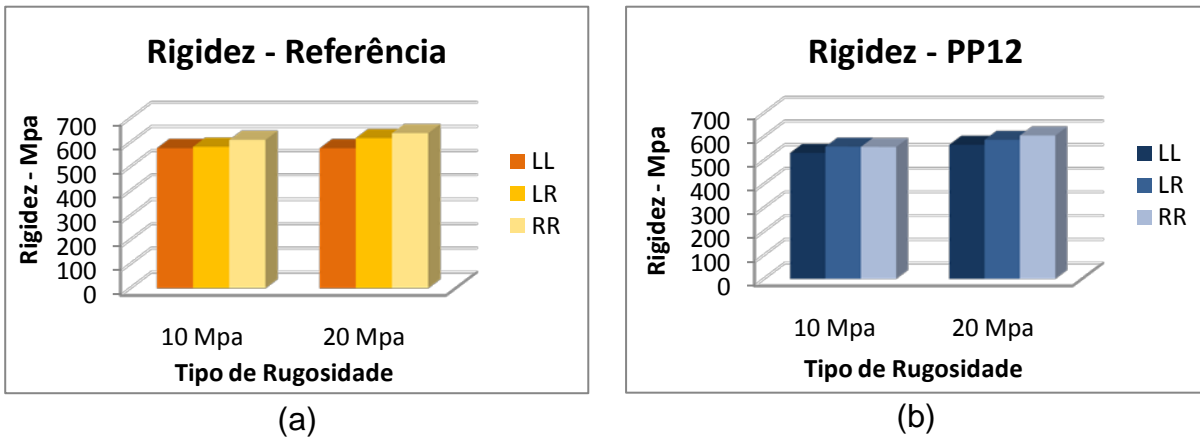 Rigidez - Referência
Rigidez - Mpa
700
600
500
400
300
200
100
0
10 Mpa
20 Mpa
Tipo de Rugosidade
LL
LR
RR
(a)
Rigidez - PP12
Rigidez - Mpa
700
600
500
400
300
200
100
0
10 Mpa
20 Mpa
Tipo de Rugosidade
LL
LR
RR
(b)